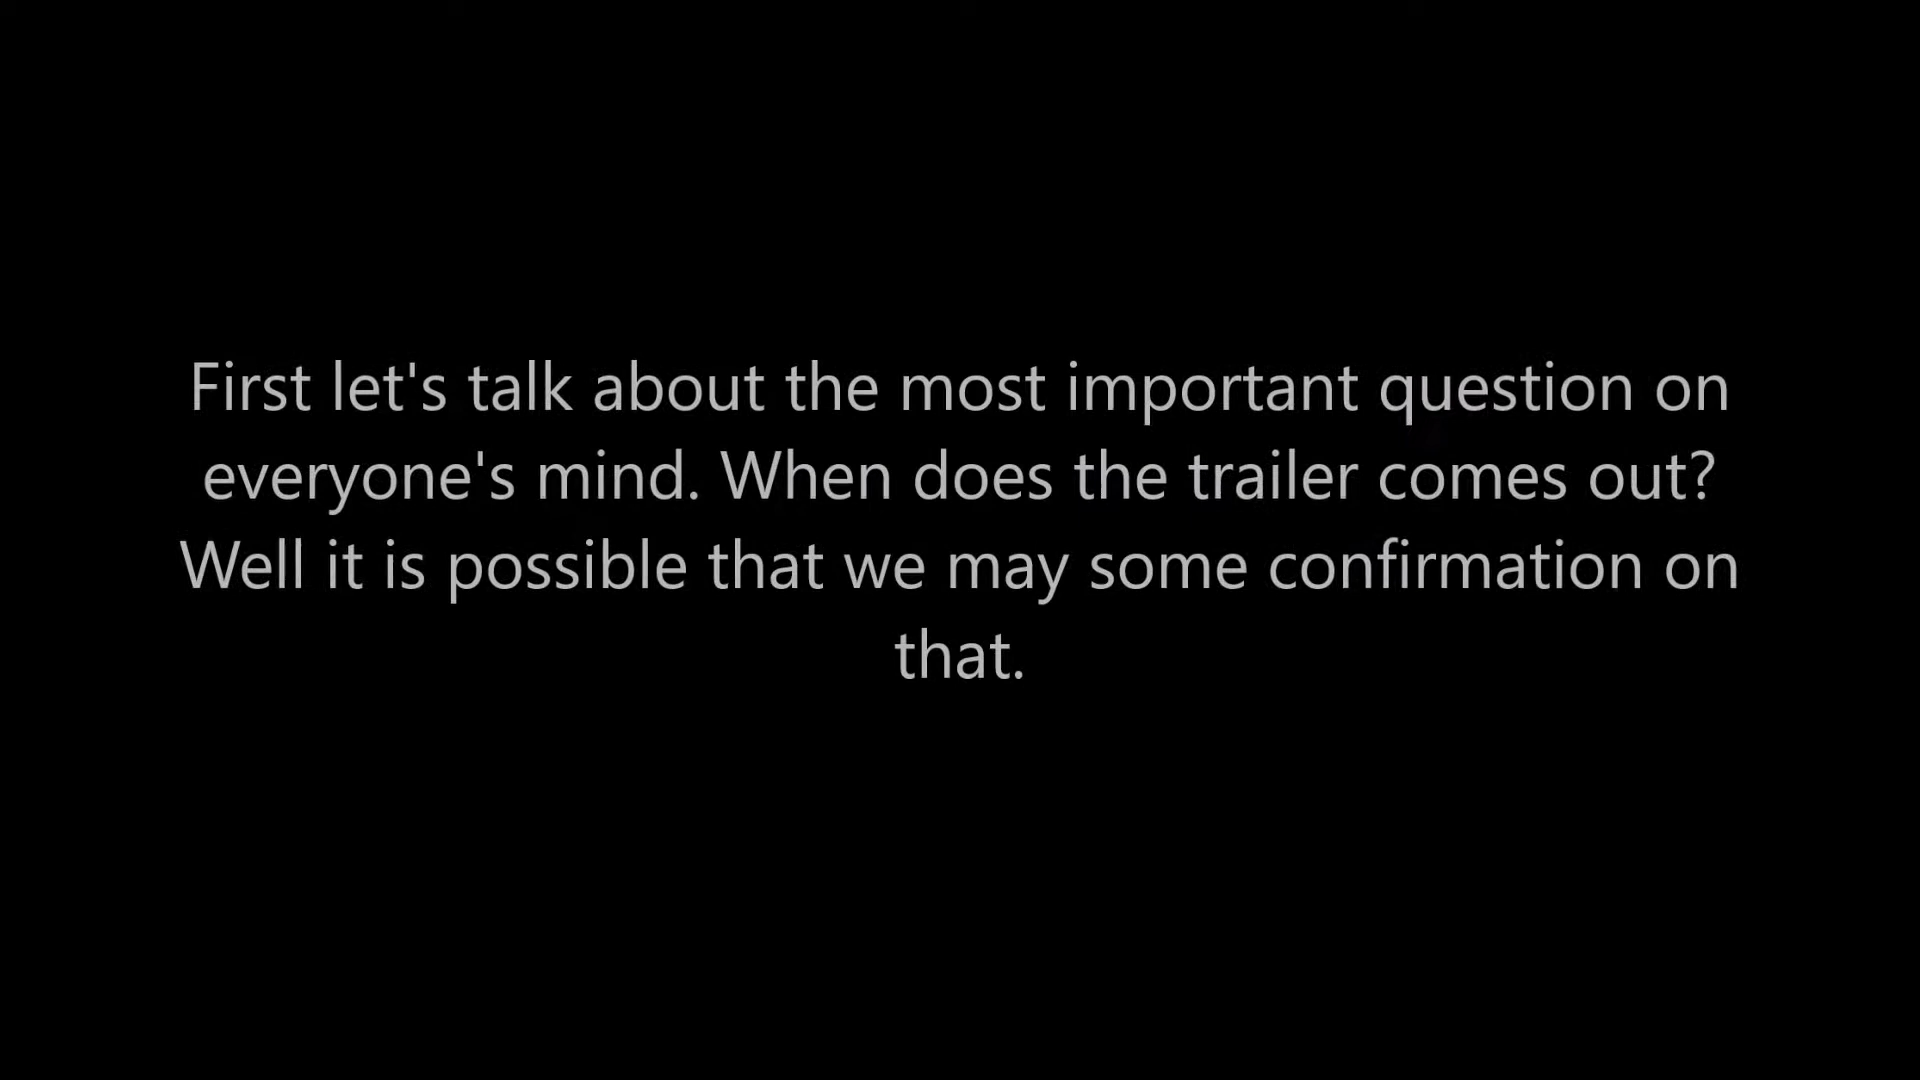 First let's talk about the most important question on
everyone's mind. When does the trailer comes out?
Well it is possible that we may some confirmation on
that.